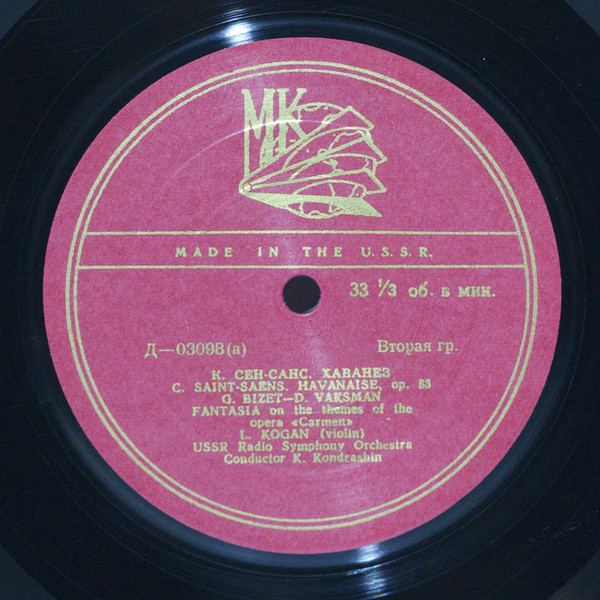 МК
MADE IN THE U.S.S.R.
33 1/3 об. в мин.
Д—03098(а)
Вторая гр.
К. СЕН-САНС. ХАВАНЕЗ
C. SAINT-SAENS. HAVANAISE, op. 83
G. BIZET—D. VAKSMAN
FANTASIA on the themes of the
opera «Carmen»
L. KOGAN (violin)
USSR Radio Symphony Orchestra
Conductor K. Kondrashin